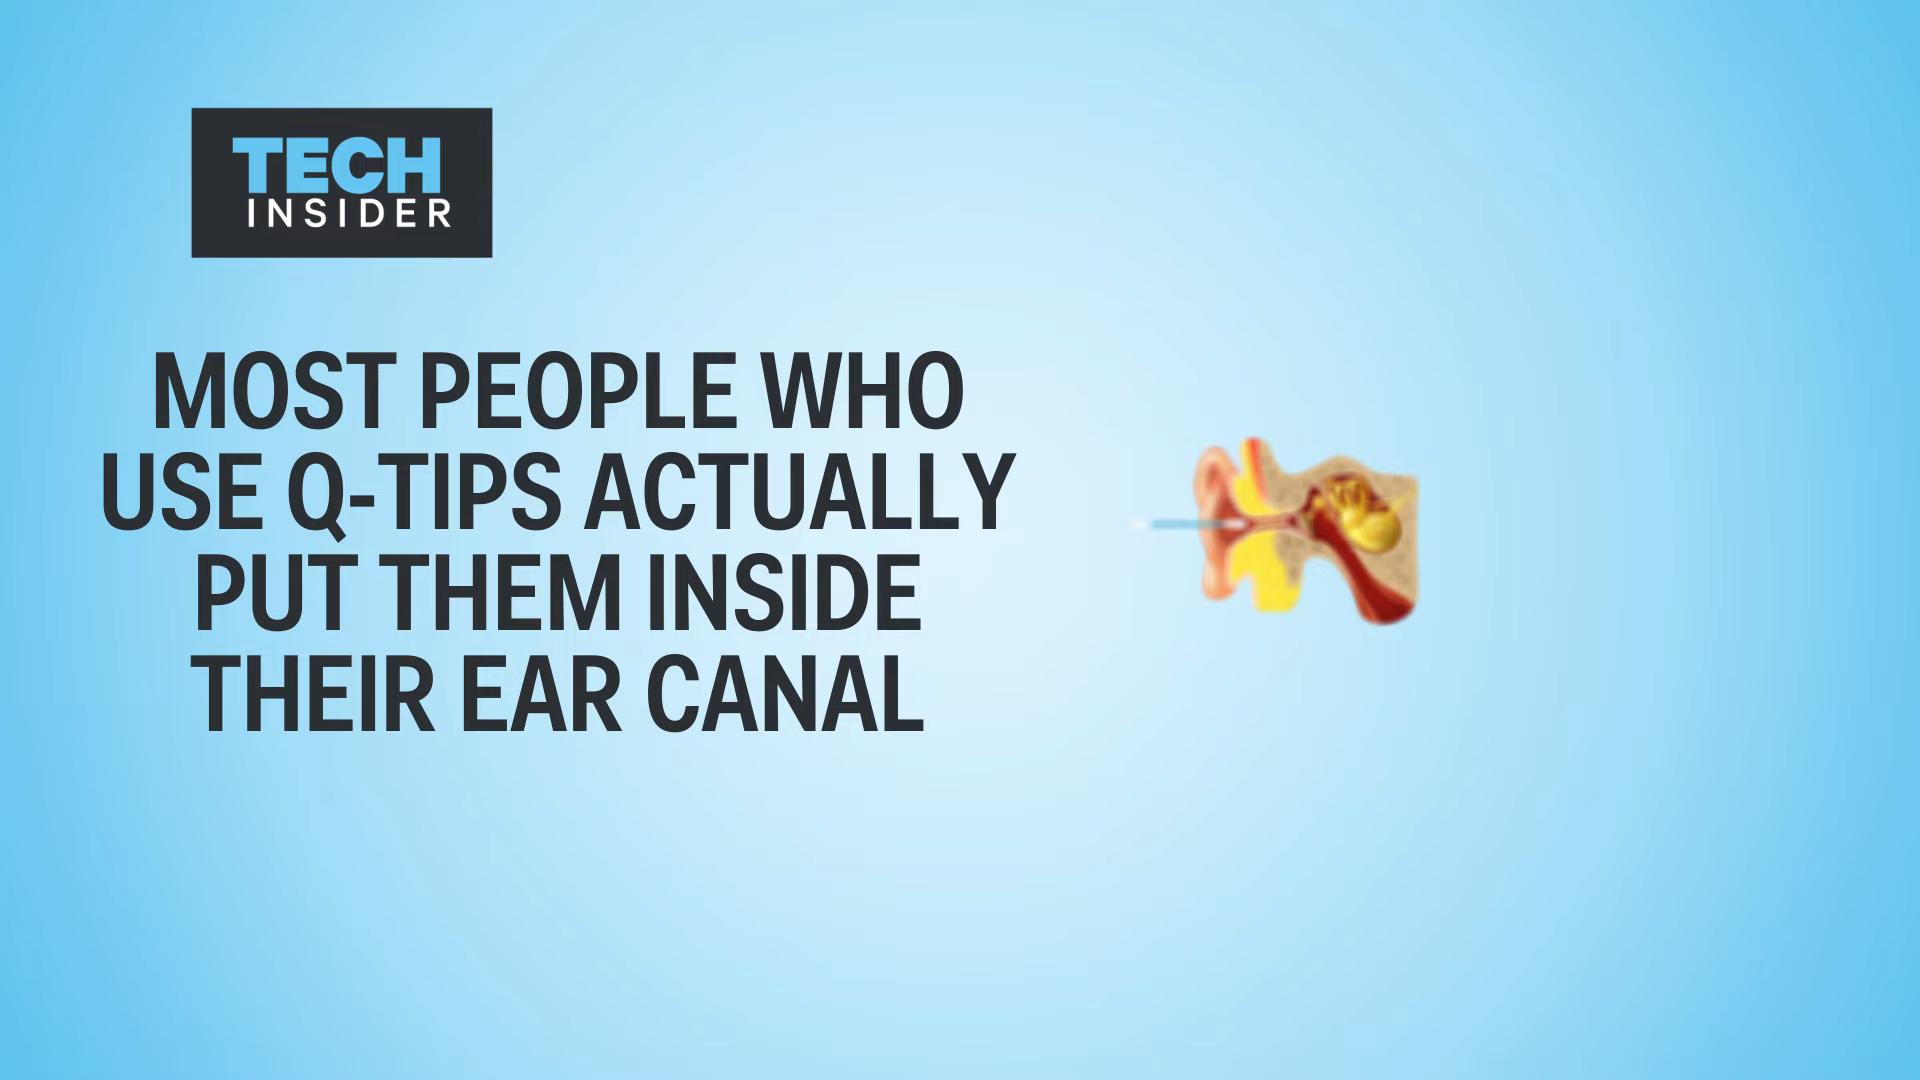 TECH
INSIDER
MOST PEOPLE WHO
USE Q-TIPS ACTUALLY
PUT THEM INSIDE
THEIR EAR CANAL